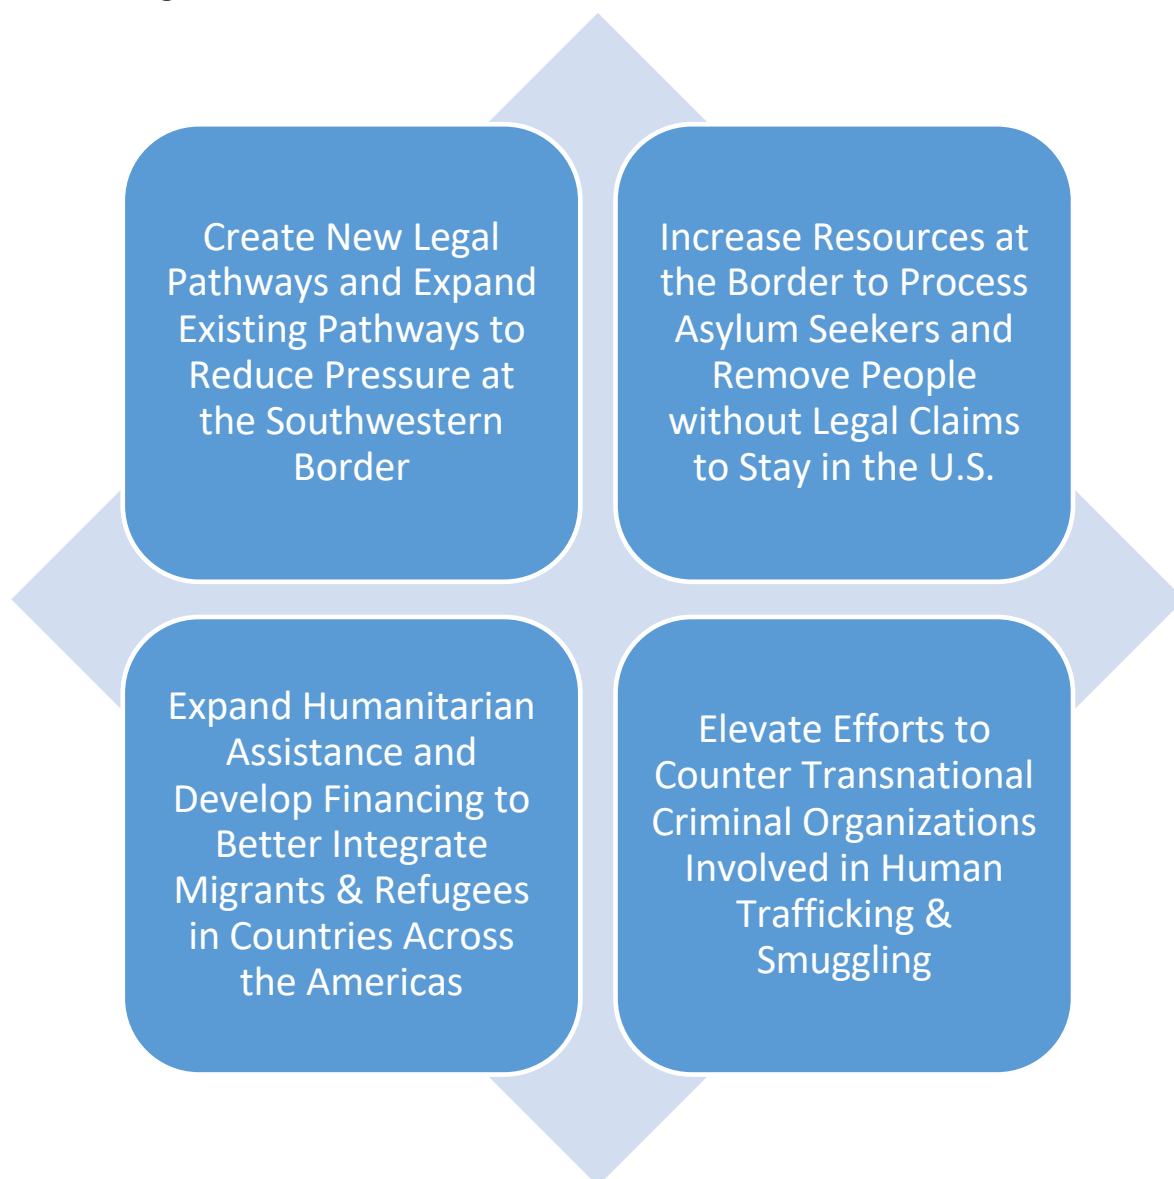 Create New Legal
Pathways and Expand
Existing Pathways to
Reduce Pressure at
the Southwestern
Border
Increase Resources at
the Border to Process
Asylum Seekers and
Remove People
without Legal Claims
to Stay in the U.S.
Expand Humanitarian
Assistance and
Develop Financing to
Better Integrate
Migrants & Refugees
in Countries Across
the Americas
Elevate Efforts to
Counter Transnational
Criminal Organizations
Involved in Human
Trafficking &
Smuggling